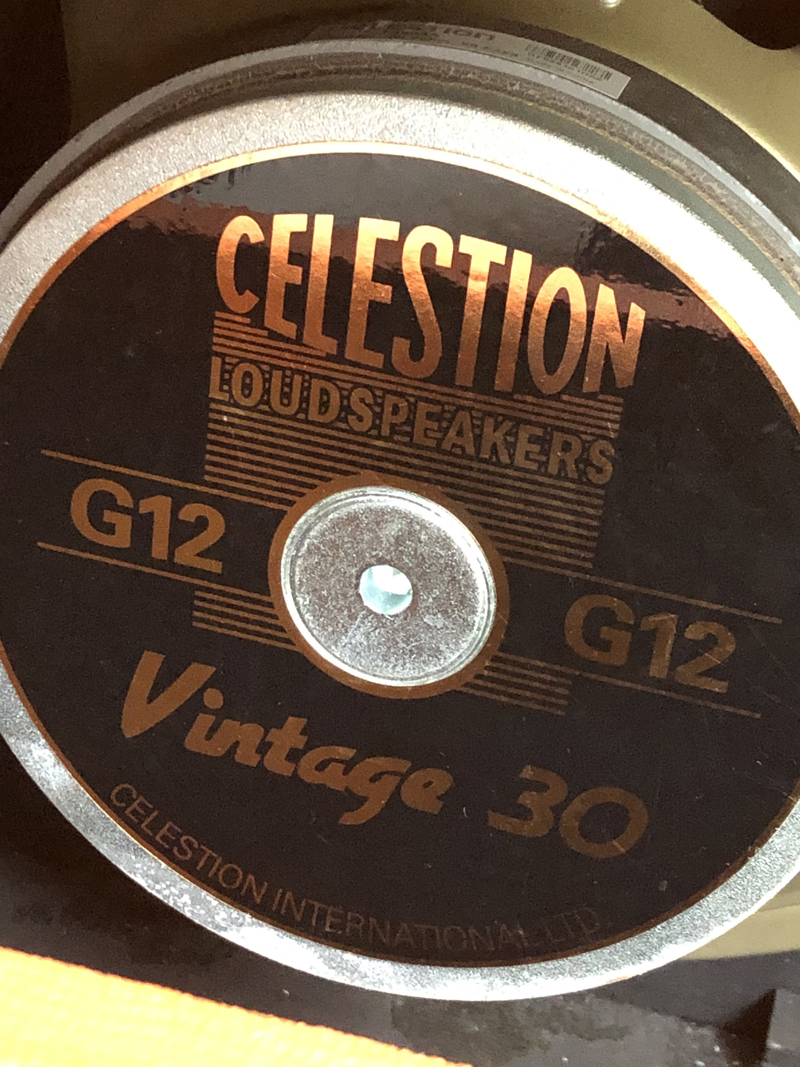 CELESTION
LOUDSPEAKERS
G12
G12
Vintage 30
CELESTION INTERNATIONAL LTD.